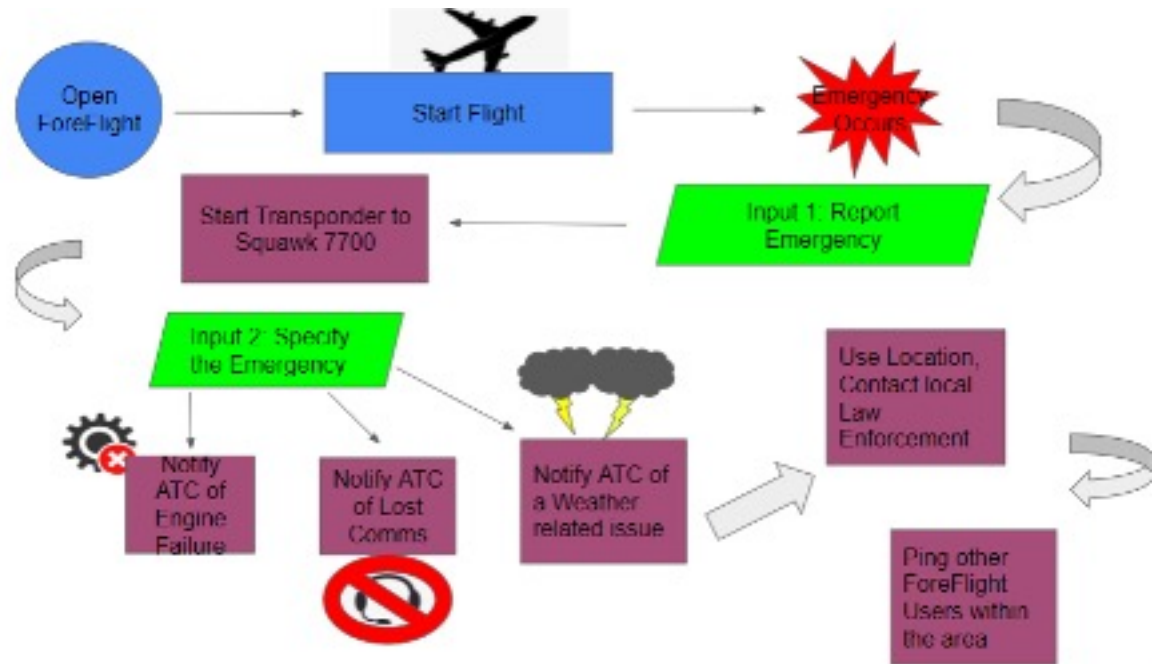 Open
ForeFlight
Start Flight
Emergency
Occurs
Input 1: Report
Emergency
Start Transponder to
Squawk 7700
Input 2: Specify
the Emergency
Notify
ATC of
Engine
Failure
Notify ATC
of Lost
Comms
Notify ATC of
a Weather
related issue
Use Location,
Contact local
Law
Enforcement
Ping other
ForeFlight
Users within
the area